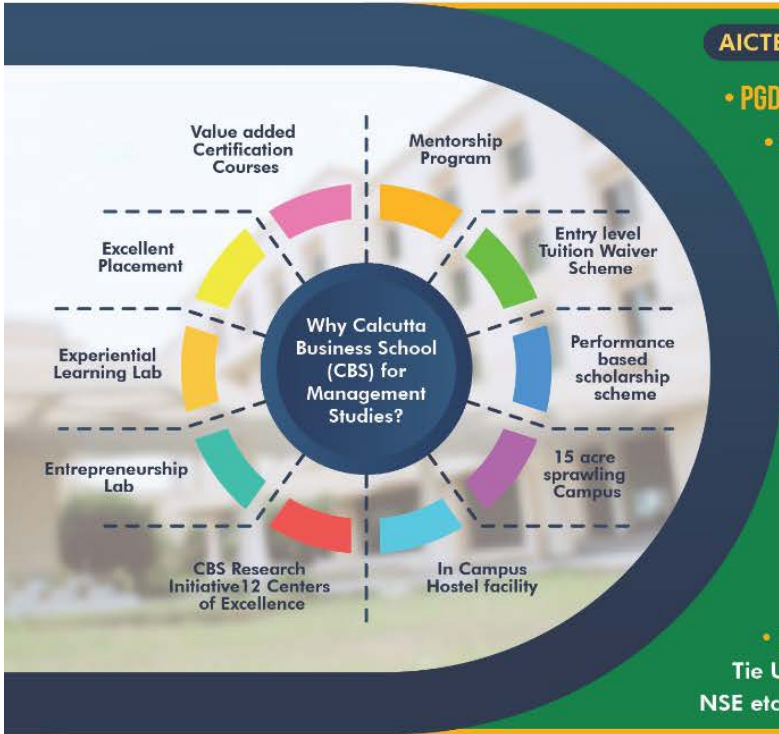 Value added
Certification
Courses
Mentorship
Program
Excellent
Placement
Entry level
Tuition Waiver
Scheme
Experiential
Learning Lab
Why Calcutta
Business School
(CBS) for
Management
Studies?
Performance
based
scholarship
scheme
Entrepreneurship
Lab
15 acre
sprawling
Campus
CBS Research
Initiative12 Centers
of Excellence
In Campus
Hostel facility
AICTE
• PGD
•
•
Tie U
NSE etc